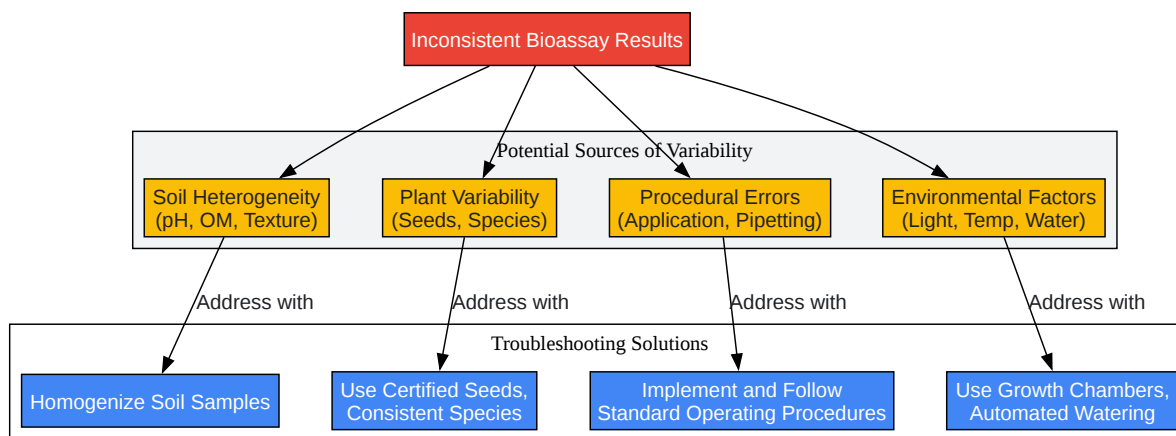 Inconsistent Bioassay Results
Potential Sources of Variability
Soil Heterogeneity
(pH, OM, Texture)
Plant Variability
(Seeds, Species)
Procedural Errors
(Application, Pipetting)
Environmental Factors
(Light, Temp, Water)
Address with
Address with
Address with
Address with
Troubleshooting Solutions
Homogenize Soil Samples
Use Certified Seeds,
Consistent Species
Implement and Follow
Standard Operating Procedures
Use Growth Chambers,
Automated Watering